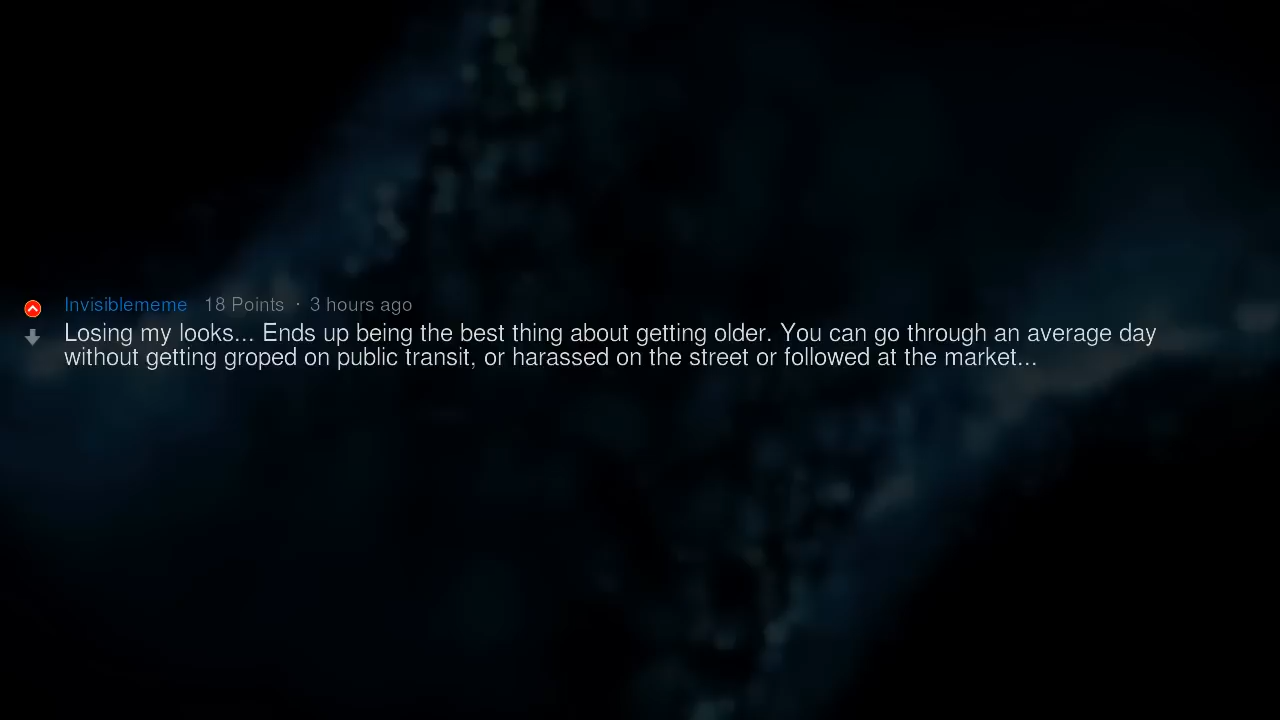 Invisiblememe 18 Points · 3 hours ago
Losing my looks... Ends up being the best thing about getting older. You can go through an average day
without getting groped on public transit, or harassed on the street or followed at the market...